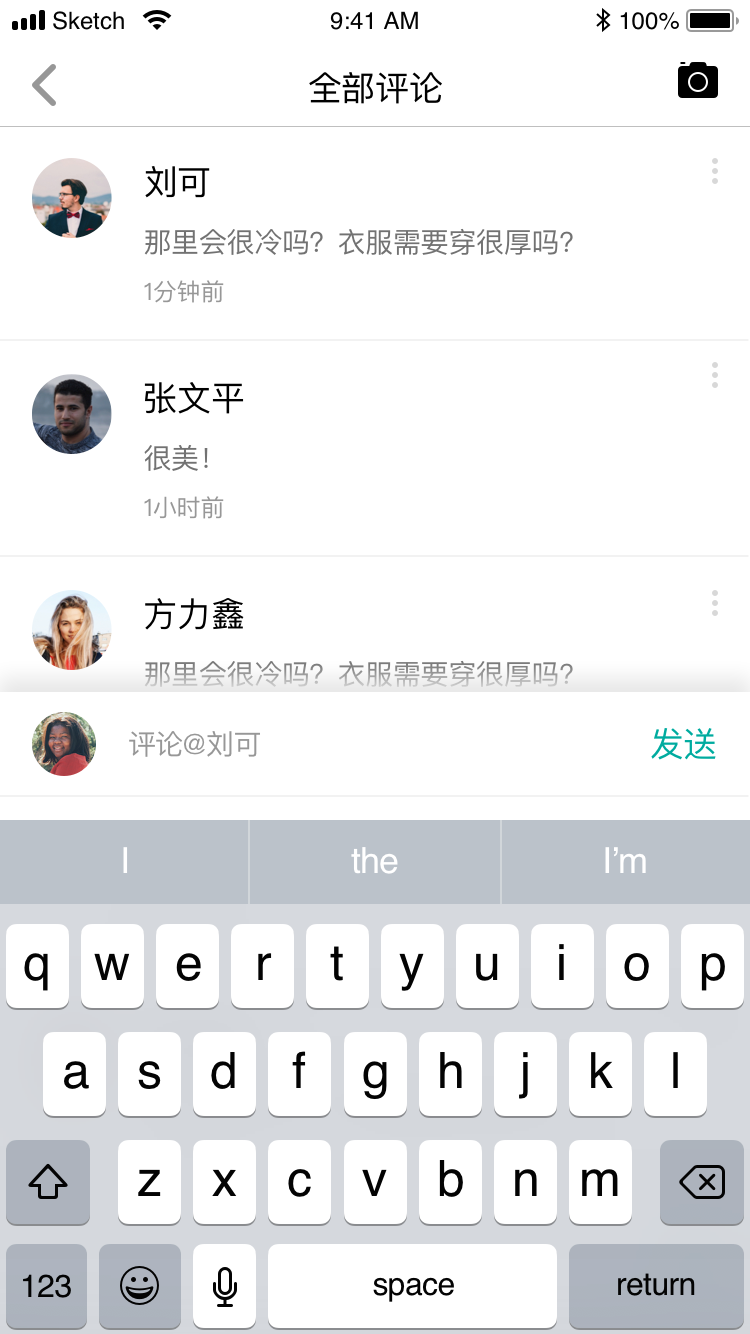 Sketch 9:41 AM 100%
全部评论
刘可
那里会很冷吗？衣服需要穿很厚吗？
1分钟前
张文平
很美！
1小时前
方力鑫
那里会很冷吗？衣服需要穿很厚吗？
评论@刘可 发送
I the I’m
q w e r t y u i o p
a s d f g h j k l
z x c v b n m
123 space return